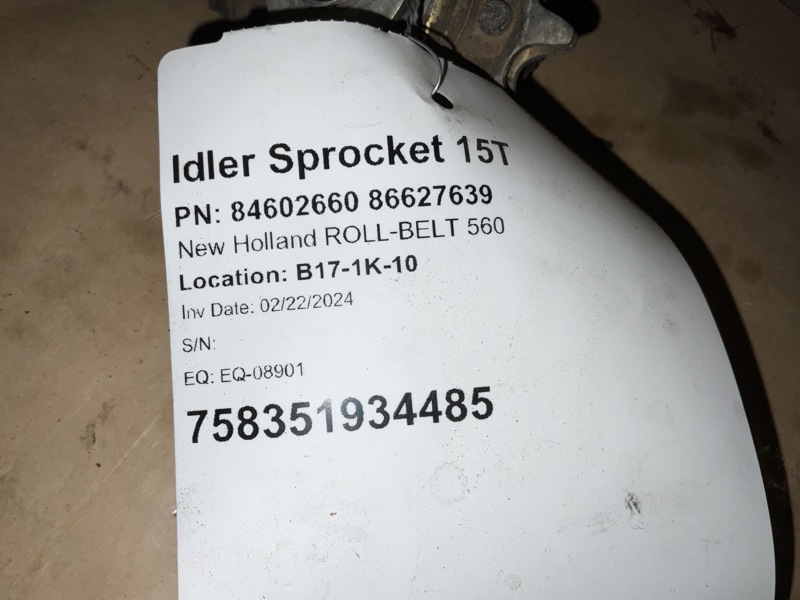 Idler Sprocket 15T
PN: 84602660 86627639
New Holland ROLL-BELT 560
Location: B17-1K-10
Inv Date: 02/22/2024
S/N:
EQ: EQ-08901
758351934485